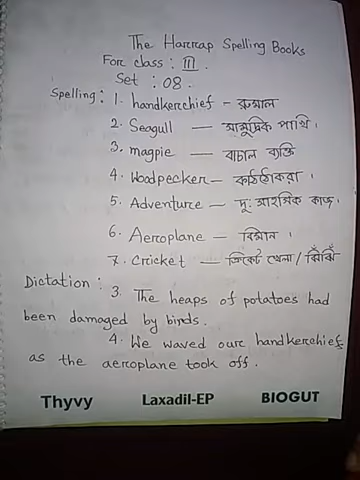 The Harrap Spelling Books
For class : III.
Set : 08.
Spelling : 1. handkerchief - রুমাল
2. Seagull — সামুদ্রিক পাখি।
3. magpie — বাচাল ব্যক্তি
4. Woodpecker — কাঠঠোকরা।
5. Adventure — দুঃসাহসিক কাজ।
6. Aeroplane — বিমান।
7. Cricket — ক্রিকেট খেলা / ঝিঁঝিঁ
Dictation :
3. The heaps of potatoes had
been damaged by birds.
4. We waved our handkerchiefs
as the aeroplane took off.
Thyvy Laxadil-EP BIOGUT